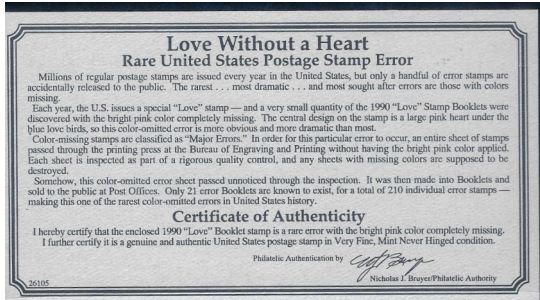 Love Without a Heart
Rare United States Postage Stamp Error
Millions of regular postage stamps are issued every year in the United States, but only a handful of error stamps are
accidentally released to the public. The rarest . . . most dramatic . . . and most sought after errors are those with colors
missing.
Each year, the U.S. issues a special "Love" stamp — and a very small quantity of the 1990 "Love" Stamp Booklets were
discovered with the bright pink color completely missing. The central design on the stamp is a large pink heart under the
blue love birds, so this color-omitted error is more obvious and more dramatic than most.
Color-missing stamps are classified as "Major Errors." In order for this particular error to occur, an entire sheet of stamps
passed through the printing press at the Bureau of Engraving and Printing without having the bright pink color applied.
Each sheet is inspected as part of a rigorous quality control, and any sheets with missing colors are supposed to be
destroyed.
Somehow, this color-omitted error sheet passed unnoticed through the inspection. It was then made into Booklets and
sold to the public at Post Offices. Only 21 error Booklets are known to exist, for a total of 210 individual error stamps —
making this one of the rarest color-omitted errors in United States history.
Certificate of Authenticity
I hereby certify that the enclosed 1990 "Love" Booklet stamp is a rare error with the bright pink color completely missing.
I further certify it is a genuine and authentic United States postage stamp in Very Fine, Mint Never Hinged condition.
Philatelic Authentication by
Nicholas J. Bruyer/Philatelic Authority
26105